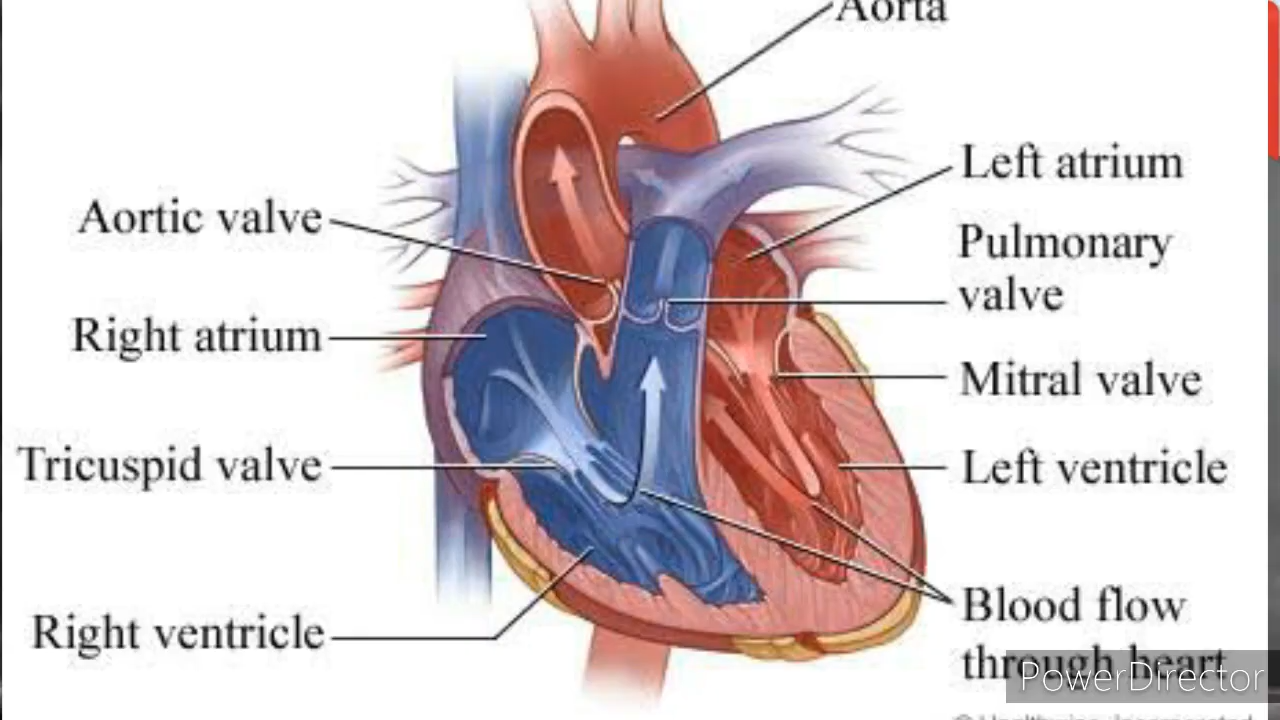 Aorta
Left atrium
Aortic valve
Pulmonary
valve
Right atrium
Mitral valve
Tricuspid valve
Left ventricle
Blood flow
through heart
Right ventricle
PowerDirector